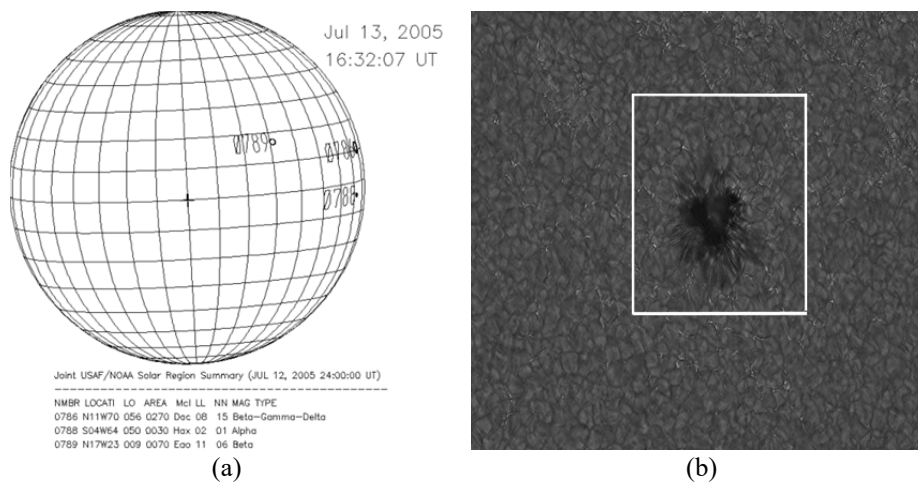 Jul 13, 2005
16:32:07 UT
0789
0786
0788
Joint USAF/NOAA Solar Region Summary (JUL 12, 2005 24:00:00 UT)
NMBR LOCATI LO AREA McI LL NN MAG TYPE
0786 N11W70 056 0270 Dac 08 15 Beta-Gamma-Delta
0788 S04W64 050 0030 Hax 02 01 Alpha
0789 N17W23 009 0070 Eao 11 06 Beta
(a)
(b)